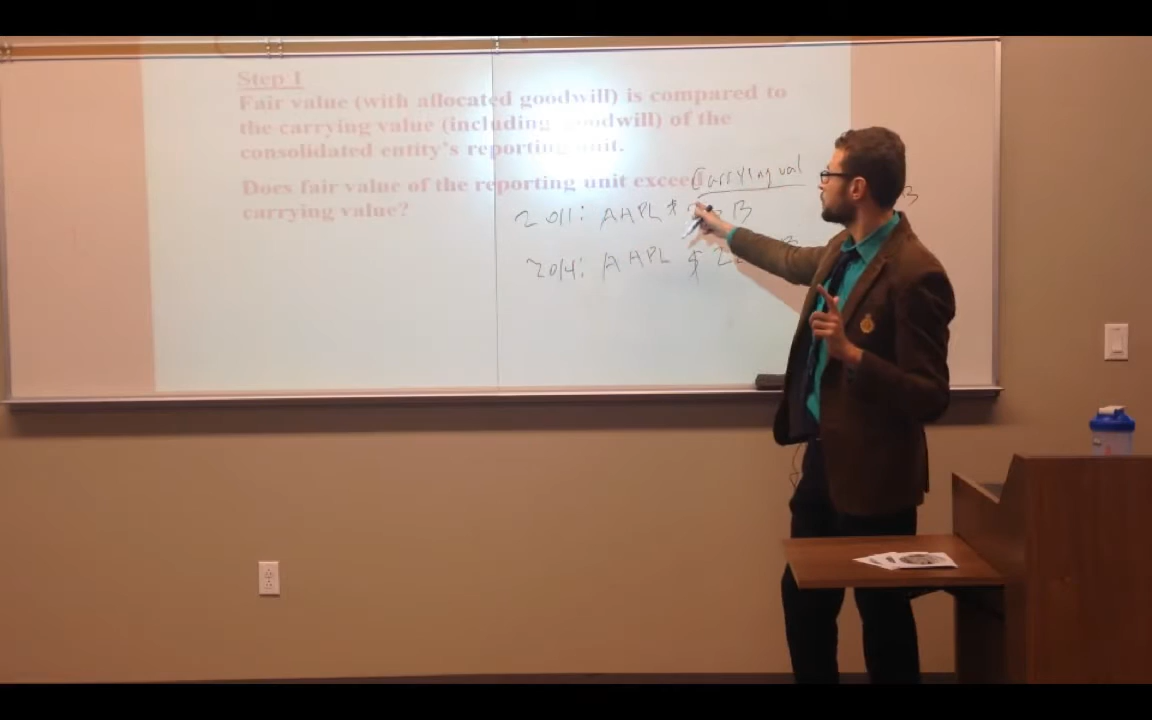 Step 1
Fair value (with allocated goodwill) is compared to
the carrying value (including goodwill) of the
consolidated entity's reporting unit.
Does fair value of the reporting unit exceed
carrying value?
Carrying val
2011: AAPL B
2014: AAPL $